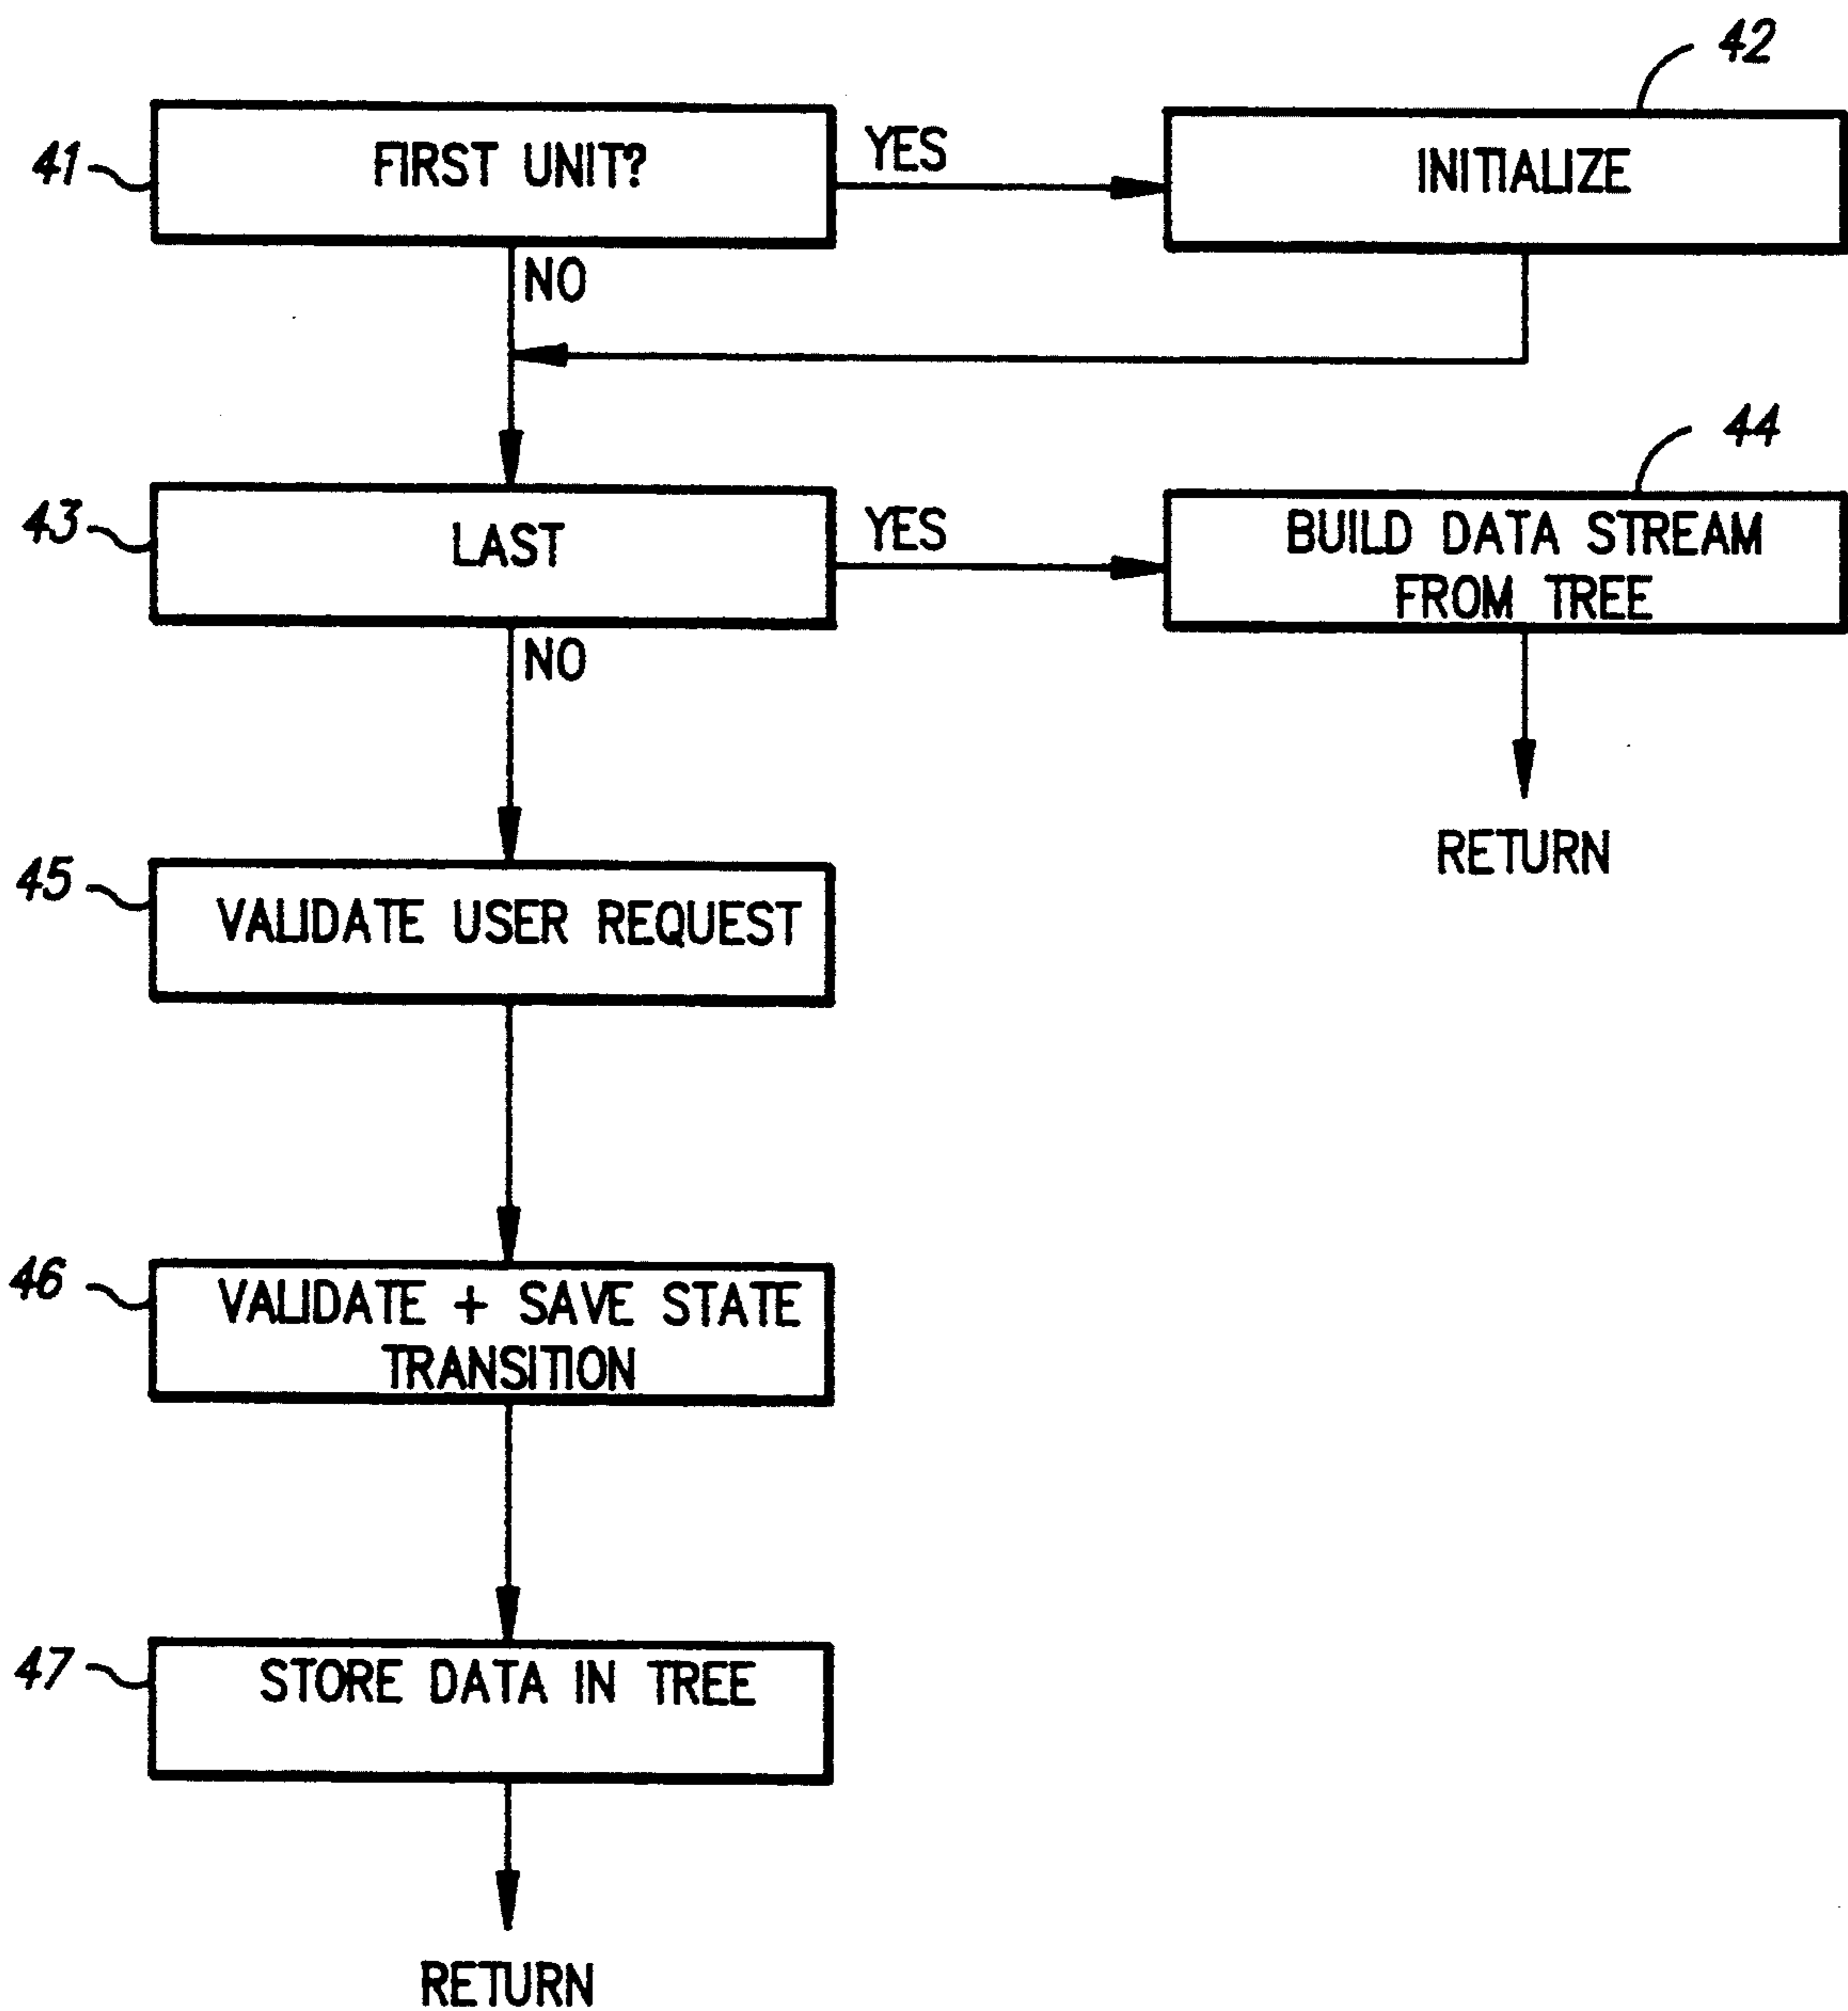 42
41
FIRST UNIT?
YES
INITIALIZE
NO
44
43
LAST
YES
BUILD DATA STREAM
FROM TREE
NO
RETURN
45
VALIDATE USER REQUEST
46
VALIDATE + SAVE STATE
TRANSITION
47
STORE DATA IN TREE
RETURN